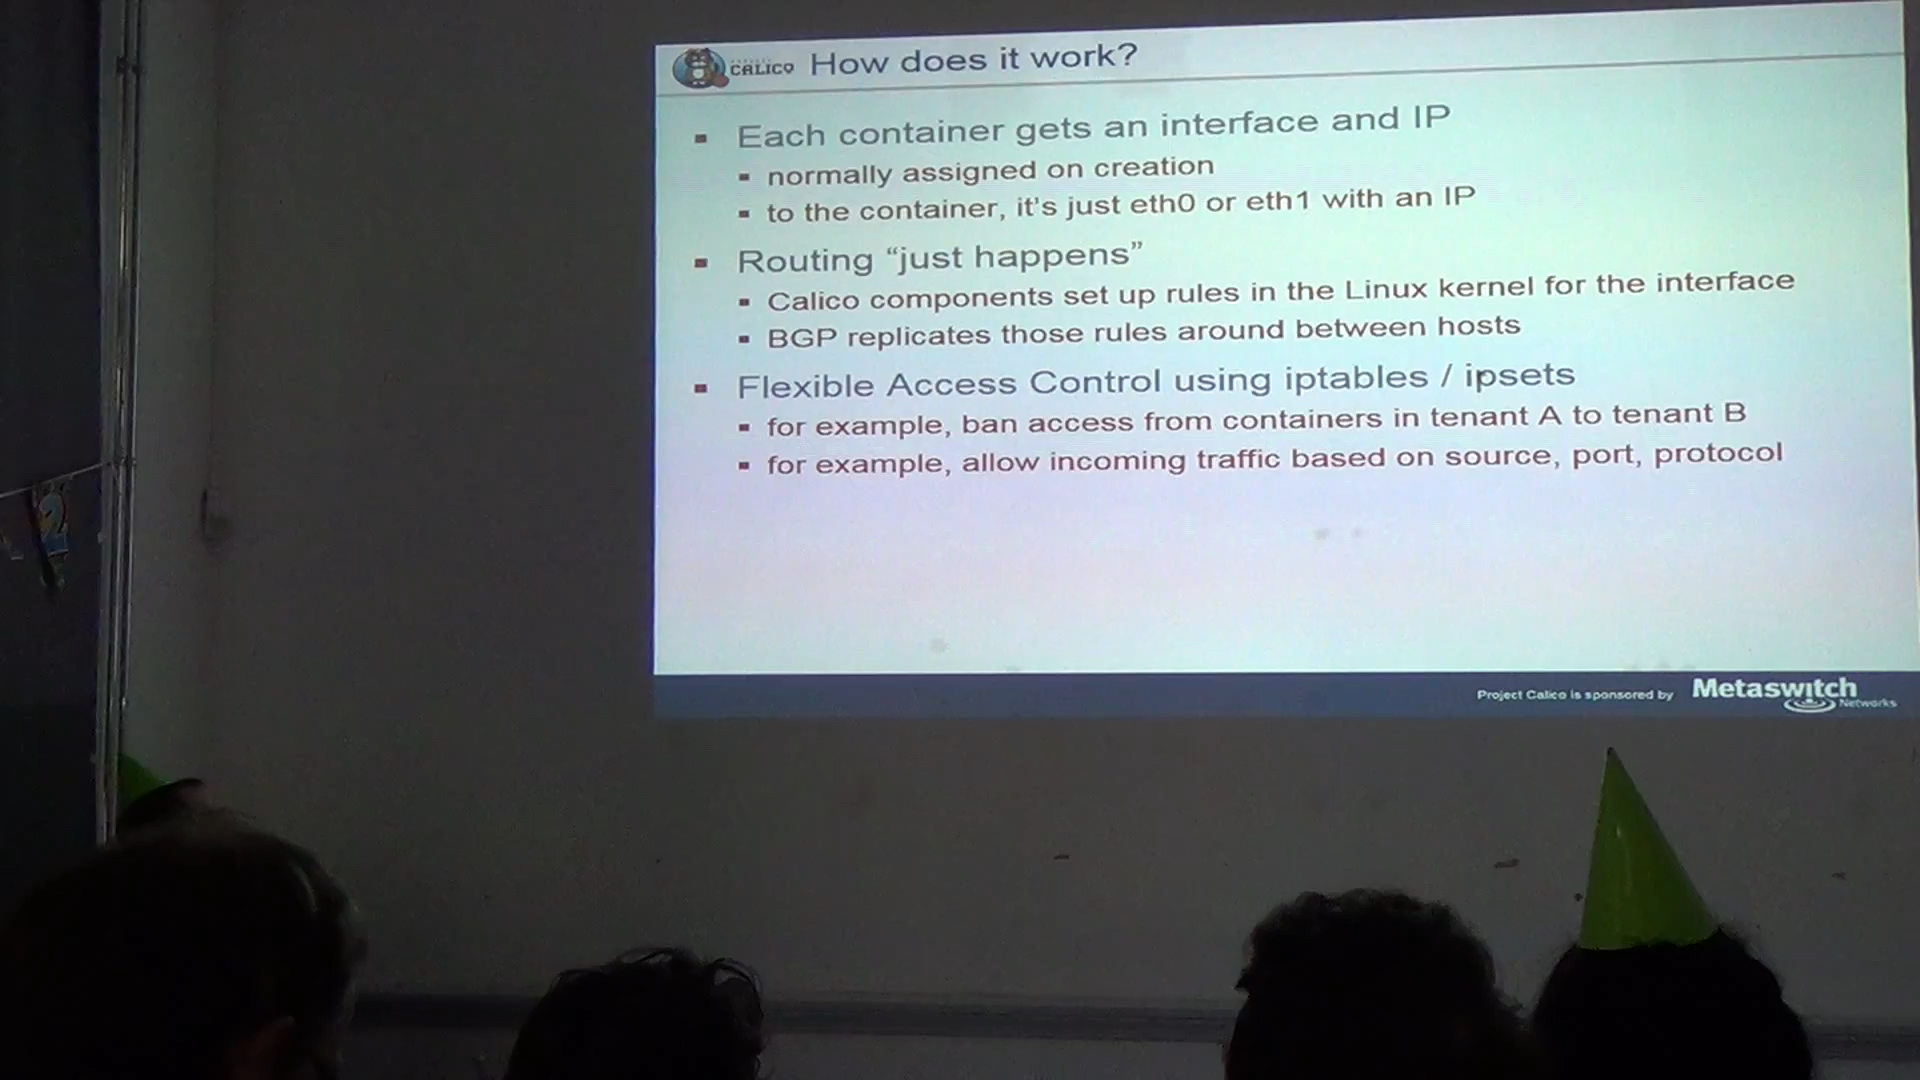 CALICO How does it work?
Each container gets an interface and IP
normally assigned on creation
to the container, it's just eth0 or eth1 with an IP
Routing “just happens”
Calico components set up rules in the Linux kernel for the interface
BGP replicates those rules around between hosts
Flexible Access Control using iptables / ipsets
for example, ban access from containers in tenant A to tenant B
for example, allow incoming traffic based on source, port, protocol
Project Calico is sponsored by Metaswitch
Networks
2